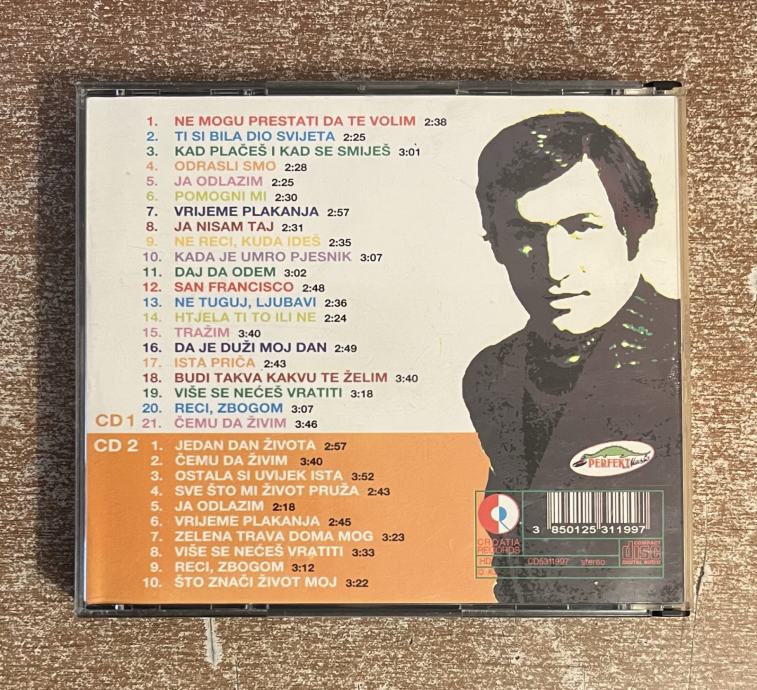 1. NE MOGU PRESTATI DA TE VOLIM 2:38
2. TI SI BILA DIO SVIJETA 2:25
3. KAD PLAČEŠ I KAD SE SMIJEŠ 3:01
4. ODRASLI SMO 2:28
5. JA ODLAZIM 2:25
6. POMOGNI MI 2:30
7. VRIJEME PLAKANJA 2:57
8. JA NISAM TAJ 2:31
9. NE RECI, KUDA IDEŠ 2:35
10. KADA JE UMRO PJESNIK 3:07
11. DAJ DA ODEM 3:02
12. SAN FRANCISCO 2:48
13. NE TUGUJ, LJUBAVI 2:36
14. HTJELA TI TO ILI NE 2:24
15. TRAŽIM 3:40
16. DA JE DUŽI MOJ DAN 2:49
17. ISTA PRIČA 2:43
18. BUDI TAKVA KAKVU TE ŽELIM 3:40
19. VIŠE SE NEĆEŠ VRATITI 3:18
20. RECI, ZBOGOM 3:07
CD 1 21. ČEMU DA ŽIVIM 3:46
CD 2 1. JEDAN DAN ŽIVOTA 2:57
2. ČEMU DA ŽIVIM 3:40
3. OSTALA SI UVIJEK ISTA 3:52
4. SVE ŠTO MI ŽIVOT PRUŽA 2:43
5. JA ODLAZIM 2:18
6. VRIJEME PLAKANJA 2:45
7. ZELENA TRAVA DOMA MOG 3:23
8. VIŠE SE NEĆEŠ VRATITI 3:33
9. RECI, ZBOGOM 3:12
10. ŠTO ZNAČI ŽIVOT MOJ 3:22
PERFEKT Music
3 850125 311997
CROATIA
RECORDS
HD
CD5311997 stereo
COMPACT
disc
DIGITAL AUDIO